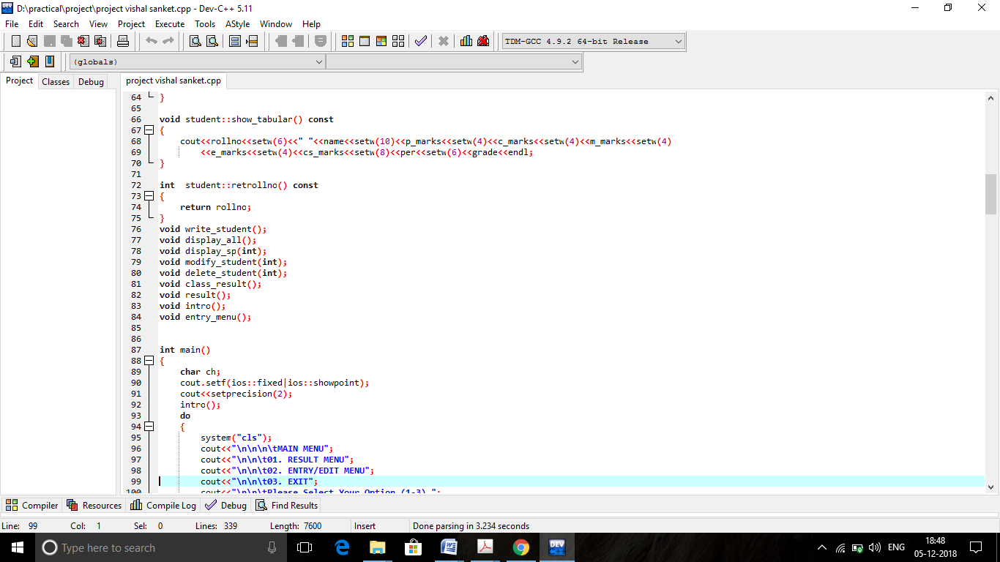 D:\practical\project\project vishal sanket.cpp - Dev-C++ 5.11
File Edit Search View Project Execute Tools AStyle Window Help
TDM-GCC 4.9.2 64-bit Release
(globals)
Project Classes Debug
project vishal sanket.cpp
64 }
65
66 void student::show_tabular() const
67 {
68 cout<<rollno<<setw(6)<<" "<<name<<setw(10)<<p_marks<<setw(4)<<c_marks<<setw(4)<<m_marks<<setw(4)
69 <<e_marks<<setw(4)<<cs_marks<<setw(8)<<per<<setw(6)<<grade<<endl;
70 }
71
72 int  student::retrollno() const
73 {
74 return rollno;
75 }
76 void write_student();
77 void display_all();
78 void display_sp(int);
79 void modify_student(int);
80 void delete_student(int);
81 void class_result();
82 void result();
83 void intro();
84 void entry_menu();
85
86
87 int main()
88 {
89 char ch;
90 cout.setf(ios::fixed|ios::showpoint);
91 cout<<setprecision(2);
92 intro();
93 do
94 {
95 system("cls");
96 cout<<"\n\n\n\tMAIN MENU";
97 cout<<"\n\n\t01. RESULT MENU";
98 cout<<"\n\n\t02. ENTRY/EDIT MENU";
99 cout<<"\n\n\t03. EXIT";
100 cout<<"\n\n\tPlease Select Your Option (1-3) ";
Compiler Resources Compile Log Debug Find Results
Line: 99 Col: 1 Sel: 0 Lines: 339 Length: 7600 Insert Done parsing in 3.234 seconds
Type here to search
DEV
ENG
18:48
05-12-2018